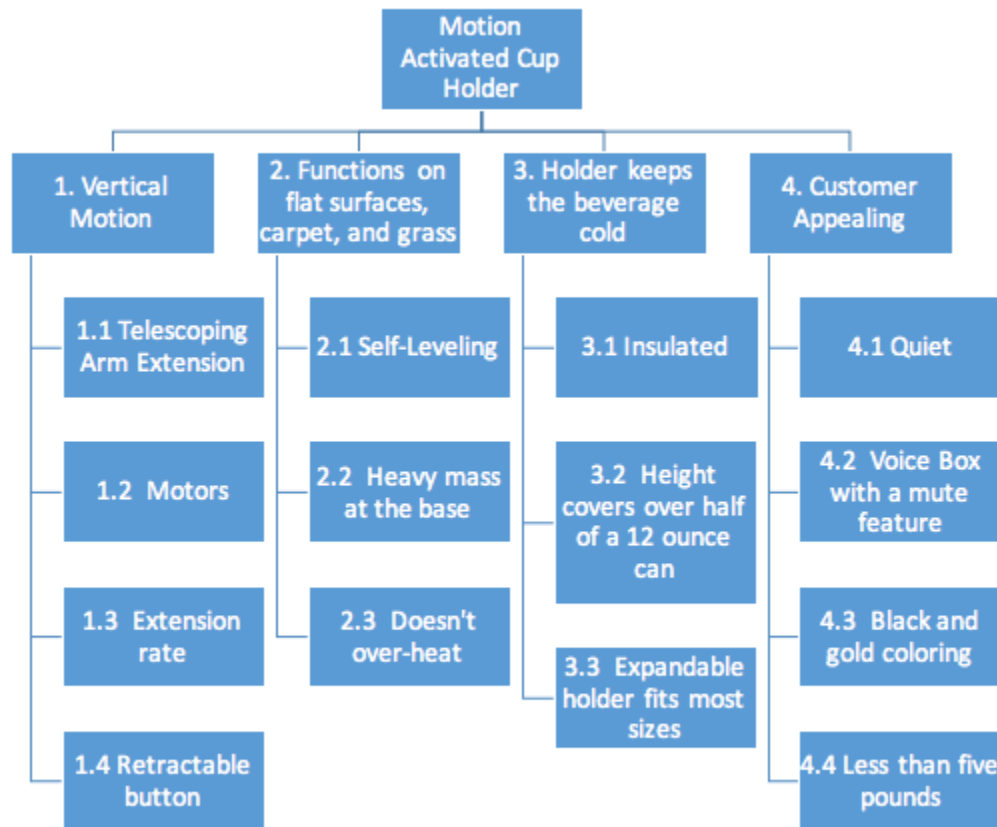 Motion
Activated Cup
Holder
1. Vertical
Motion
2. Functions on
flat surfaces,
carpet, and grass
3. Holder keeps
the beverage
cold
4. Customer
Appealing
1.1 Telescoping
Arm Extension
1.2 Motors
1.3 Extension
rate
1.4 Retractable
button
2.1 Self-Leveling
2.2 Heavy mass
at the base
2.3 Doesn't
over-heat
3.1 Insulated
3.2 Height
covers over half
of a 12 ounce
can
3.3 Expandable
holder fits most
sizes
4.1 Quiet
4.2 Voice Box
with a mute
feature
4.3 Black and
gold coloring
4.4 Less than five
pounds